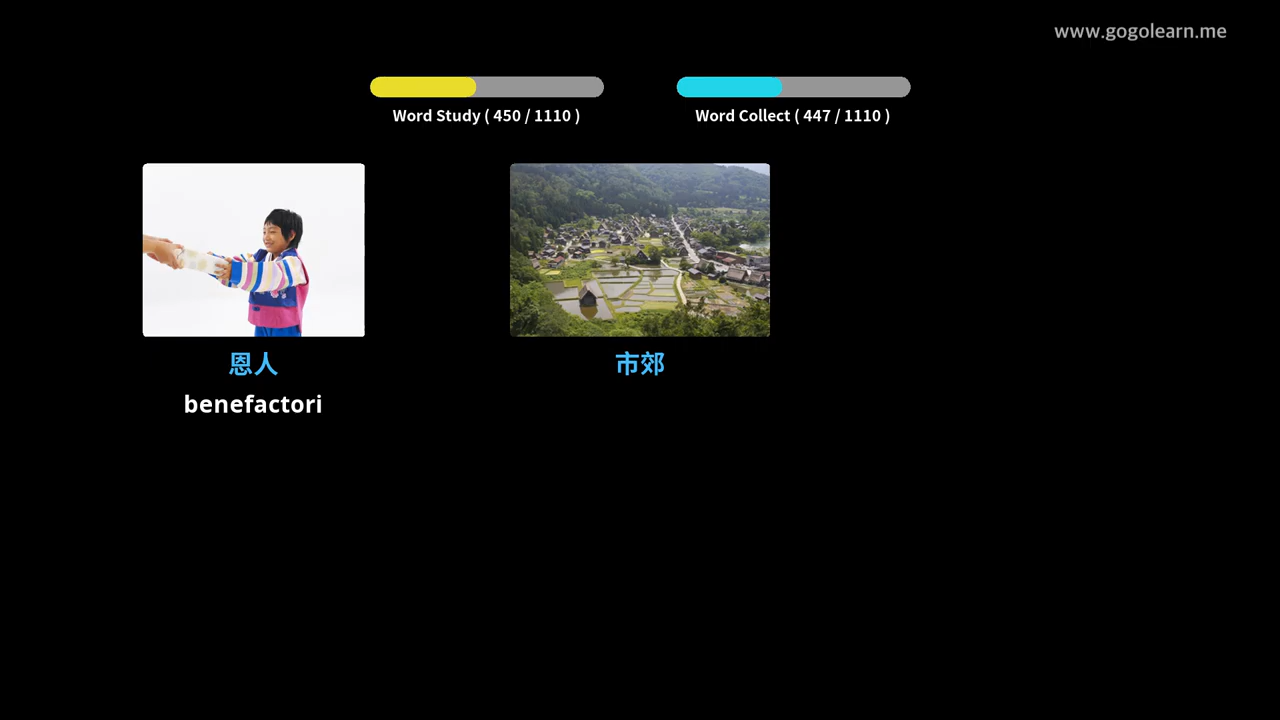 www.gogolearn.me
Word Study ( 450 / 1110 )
Word Collect ( 447 / 1110 )
恩人
市郊
benefactori